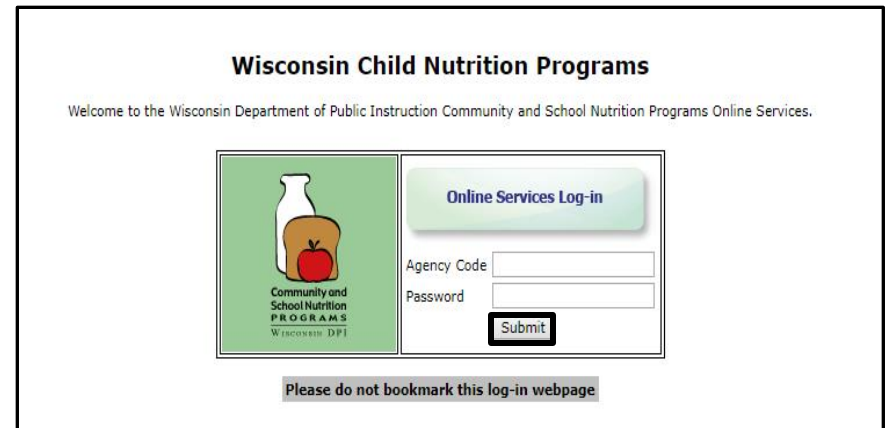 Wisconsin Child Nutrition Programs
Welcome to the Wisconsin Department of Public Instruction Community and School Nutrition Programs Online Services.
Community and
School Nutrition
PROGRAMS
WISCONSIN DPI
Online Services Log-in
Agency Code
Password
Submit
Please do not bookmark this log-in webpage